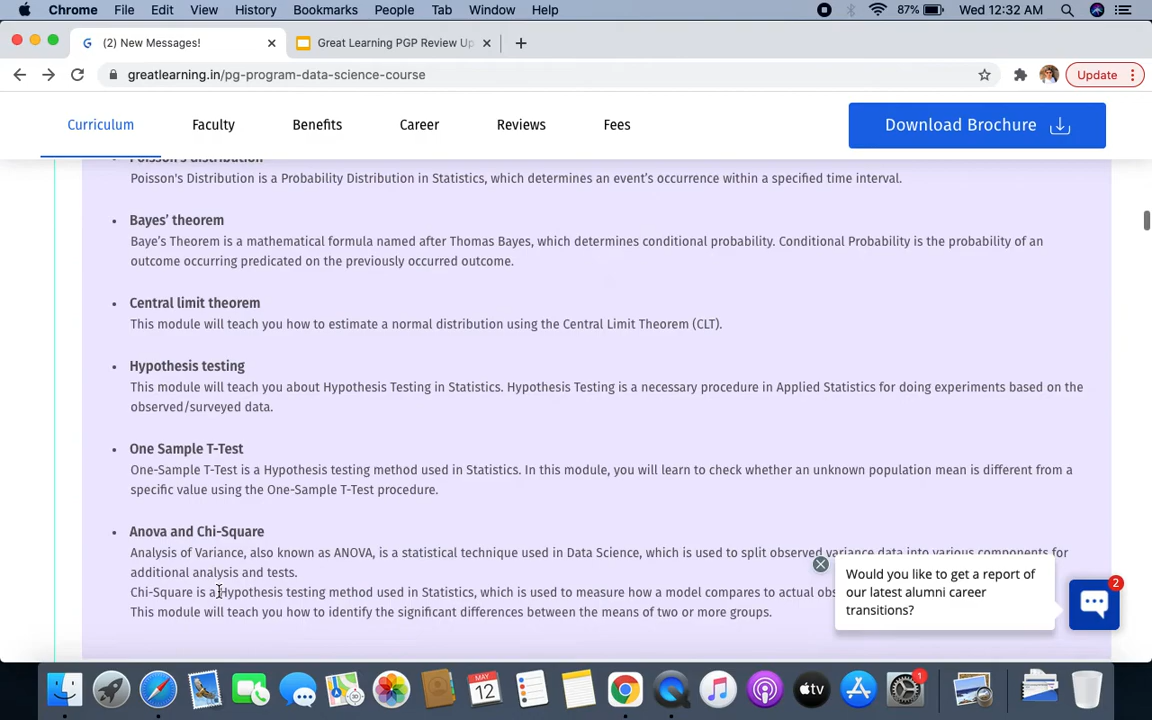 Chrome File Edit View History Bookmarks People Tab Window Help 87% Wed 12:32 AM
(2) New Messages! Great Learning PGP Review Up
greatlearning.in/pg-program-data-science-course Update
Curriculum Faculty Benefits Career Reviews Fees Download Brochure
Poisson's distribution
Poisson's Distribution is a Probability Distribution in Statistics, which determines an event's occurrence within a specified time interval.
Bayes' theorem
Baye's Theorem is a mathematical formula named after Thomas Bayes, which determines conditional probability. Conditional Probability is the probability of an
outcome occurring predicated on the previously occurred outcome.
Central limit theorem
This module will teach you how to estimate a normal distribution using the Central Limit Theorem (CLT).
Hypothesis testing
This module will teach you about Hypothesis Testing in Statistics. Hypothesis Testing is a necessary procedure in Applied Statistics for doing experiments based on the
observed/surveyed data.
One Sample T-Test
One-Sample T-Test is a Hypothesis testing method used in Statistics. In this module, you will learn to check whether an unknown population mean is different from a
specific value using the One-Sample T-Test procedure.
Anova and Chi-Square
Analysis of Variance, also known as ANOVA, is a statistical technique used in Data Science, which is used to split observed variance data into various components for
additional analysis and tests.
Chi-Square is a Hypothesis testing method used in Statistics, which is used to measure how a model compares to actual obs
This module will teach you how to identify the significant differences between the means of two or more groups.
Would you like to get a report of
our latest alumni career
transitions?
2
MAY
12
tv
1